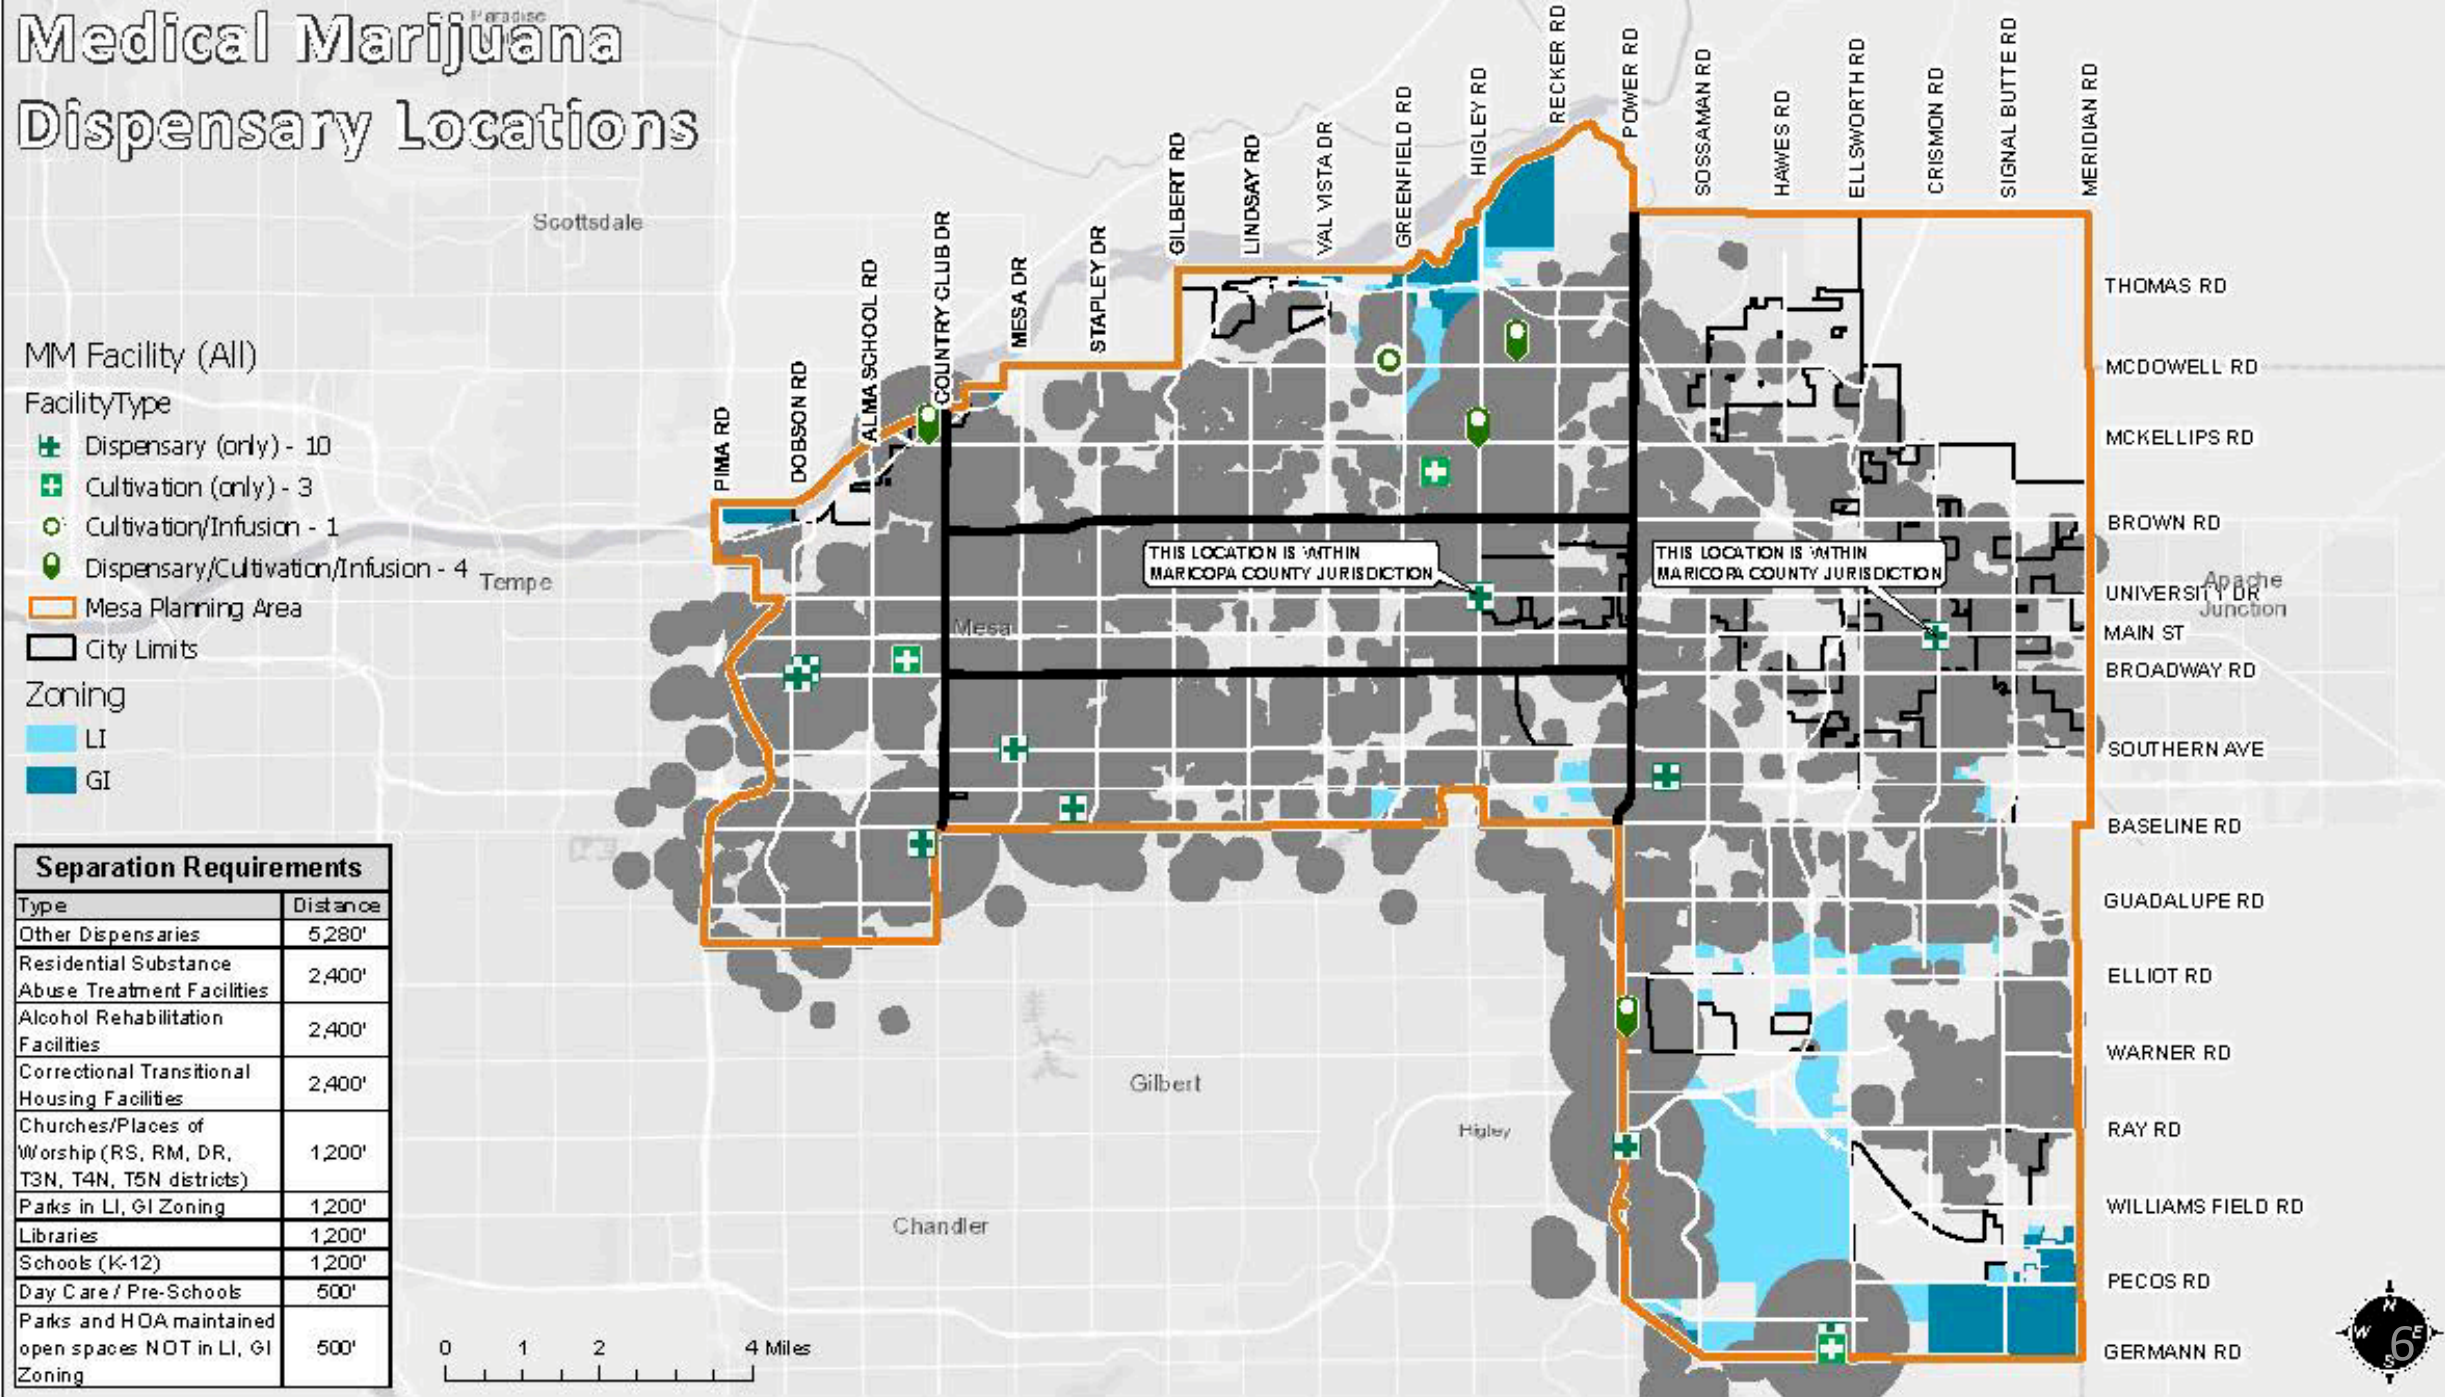 Medical Marijuana
Dispensary Locations
Paradise
Scottsdale
Tempe
Mesa
Gilbert
Higley
Chandler
Apache
Junction
MM Facility (All)
FacilityType
Dispensary (only) - 10
Cultivation (only) - 3
Cultivation/Infusion - 1
Dispensary/Cultivation/Infusion - 4
Mesa Planning Area
City Limits
Zoning
LI
GI
Separation Requirements
Type Distance
Other Dispensaries 5,280'
Residential Substance
Abuse Treatment Facilities 2,400'
Alcohol Rehabilitation
Facilities 2,400'
Correctional Transitional
Housing Facilities 2,400'
Churches/Places of
Worship (RS, RM, DR,
T3N, T4N, T5N districts) 1,200'
Parks in LI, GI Zoning 1,200'
Libraries 1,200'
Schools (K-12) 1,200'
Day Care / Pre-Schools 500'
Parks and HOA maintained
open spaces NOT in LI, GI
Zoning 500'
0 1 2 4 Miles
PIMA RD
DOBSON RD
ALMA SCHOOL RD
COUNTRY CLUB DR
MESA DR
STAPLEY DR
GILBERT RD
LINDSAY RD
VAL VISTA DR
GREENFIELD RD
HIGLEY RD
RECKER RD
POWER RD
SOSSAMAN RD
HAWES RD
ELLSWORTH RD
CRISMON RD
SIGNAL BUTTE RD
MERIDIAN RD
THIS LOCATION IS WITHIN
MARICOPA COUNTY JURISDICTION
THIS LOCATION IS WITHIN
MARICOPA COUNTY JURISDICTION
THOMAS RD
MCDOWELL RD
MCKELLIPS RD
BROWN RD
UNIVERSITY DR
MAIN ST
BROADWAY RD
SOUTHERN AVE
BASELINE RD
GUADALUPE RD
ELLIOT RD
WARNER RD
RAY RD
WILLIAMS FIELD RD
PECOS RD
GERMANN RD
N
W E
S
6